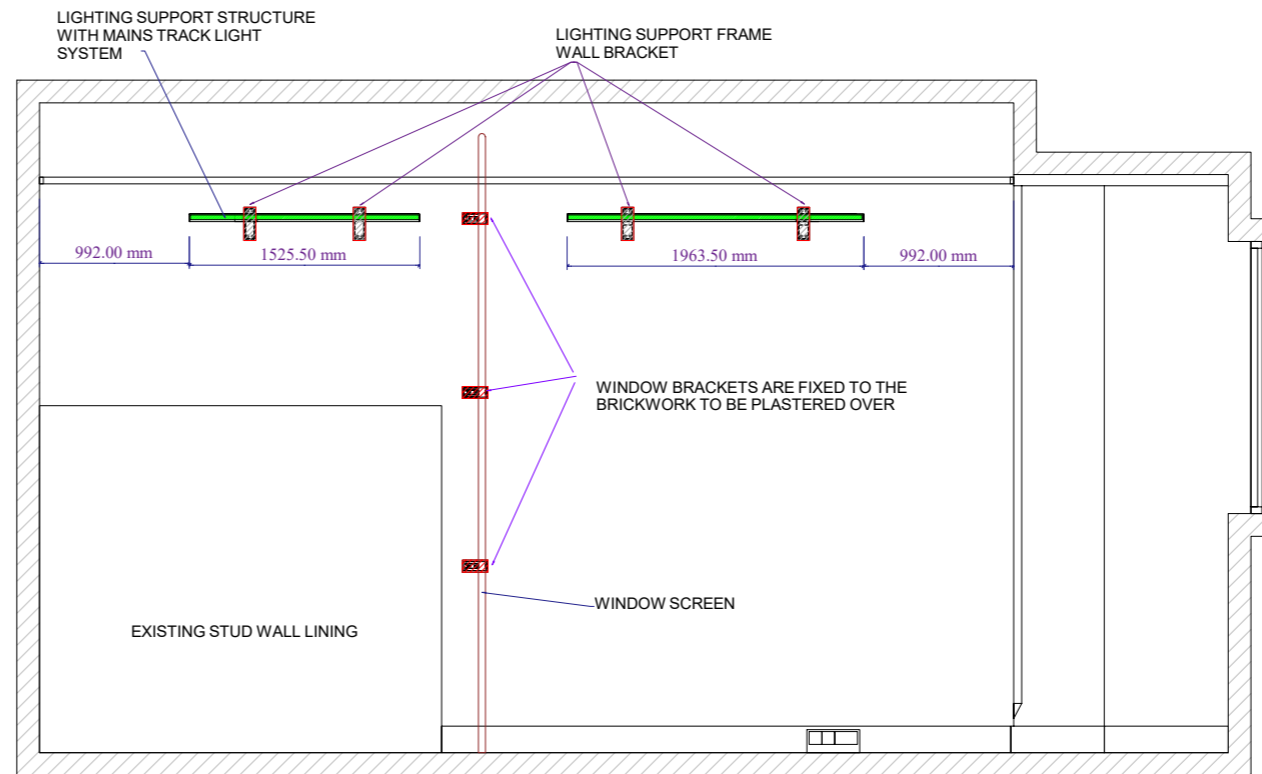 LIGHTING SUPPORT STRUCTURE
WITH MAINS TRACK LIGHT
SYSTEM
LIGHTING SUPPORT FRAME
WALL BRACKET
992.00 mm
1525.50 mm
1963.50 mm
992.00 mm
WINDOW BRACKETS ARE FIXED TO THE
BRICKWORK TO BE PLASTERED OVER
WINDOW SCREEN
EXISTING STUD WALL LINING